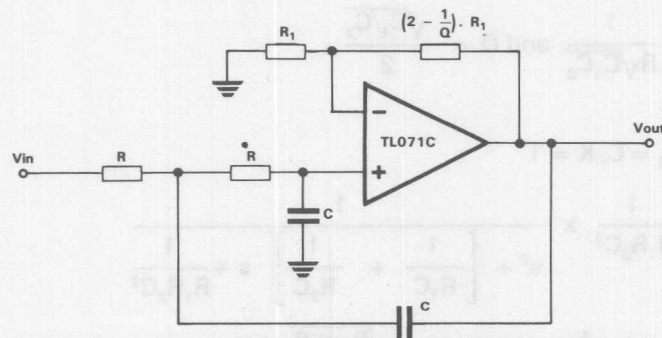 (2 – 1/Q) . R₁
R₁
Vout
–
TL071C
Vin
R
R
+
C
C